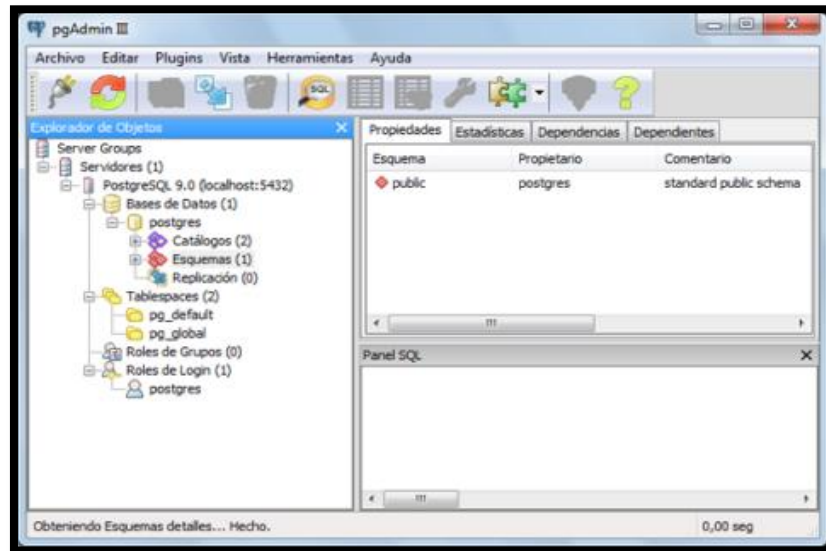 pgAdmin III
Archivo Editar Plugins Vista Herramientas Ayuda
SQL
Explorador de Objetos
Server Groups
Servidores (1)
PostgreSQL 9.0 (localhost:5432)
Bases de Datos (1)
postgres
Catálogos (2)
Esquemas (1)
Replicación (0)
Tablespaces (2)
pg_default
pg_global
Roles de Grupos (0)
Roles de Login (1)
postgres
Propiedades Estadísticas Dependencias Dependientes
Esquema Propietario Comentario
public postgres standard public schema
Panel SQL
Obteniendo Esquemas detalles... Hecho. 0,00 seg